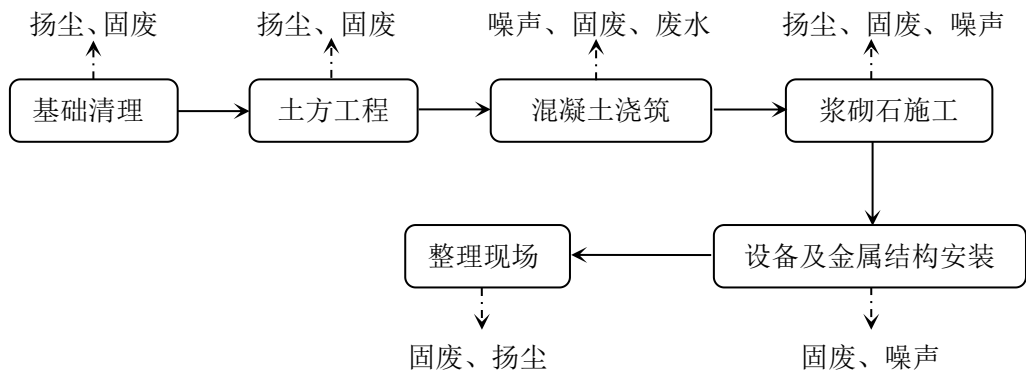 扬尘、固废
扬尘、固废
噪声、固废、废水
扬尘、固废、噪声
基础清理
土方工程
混凝土浇筑
浆砌石施工
整理现场
设备及金属结构安装
固废、扬尘
固废、噪声